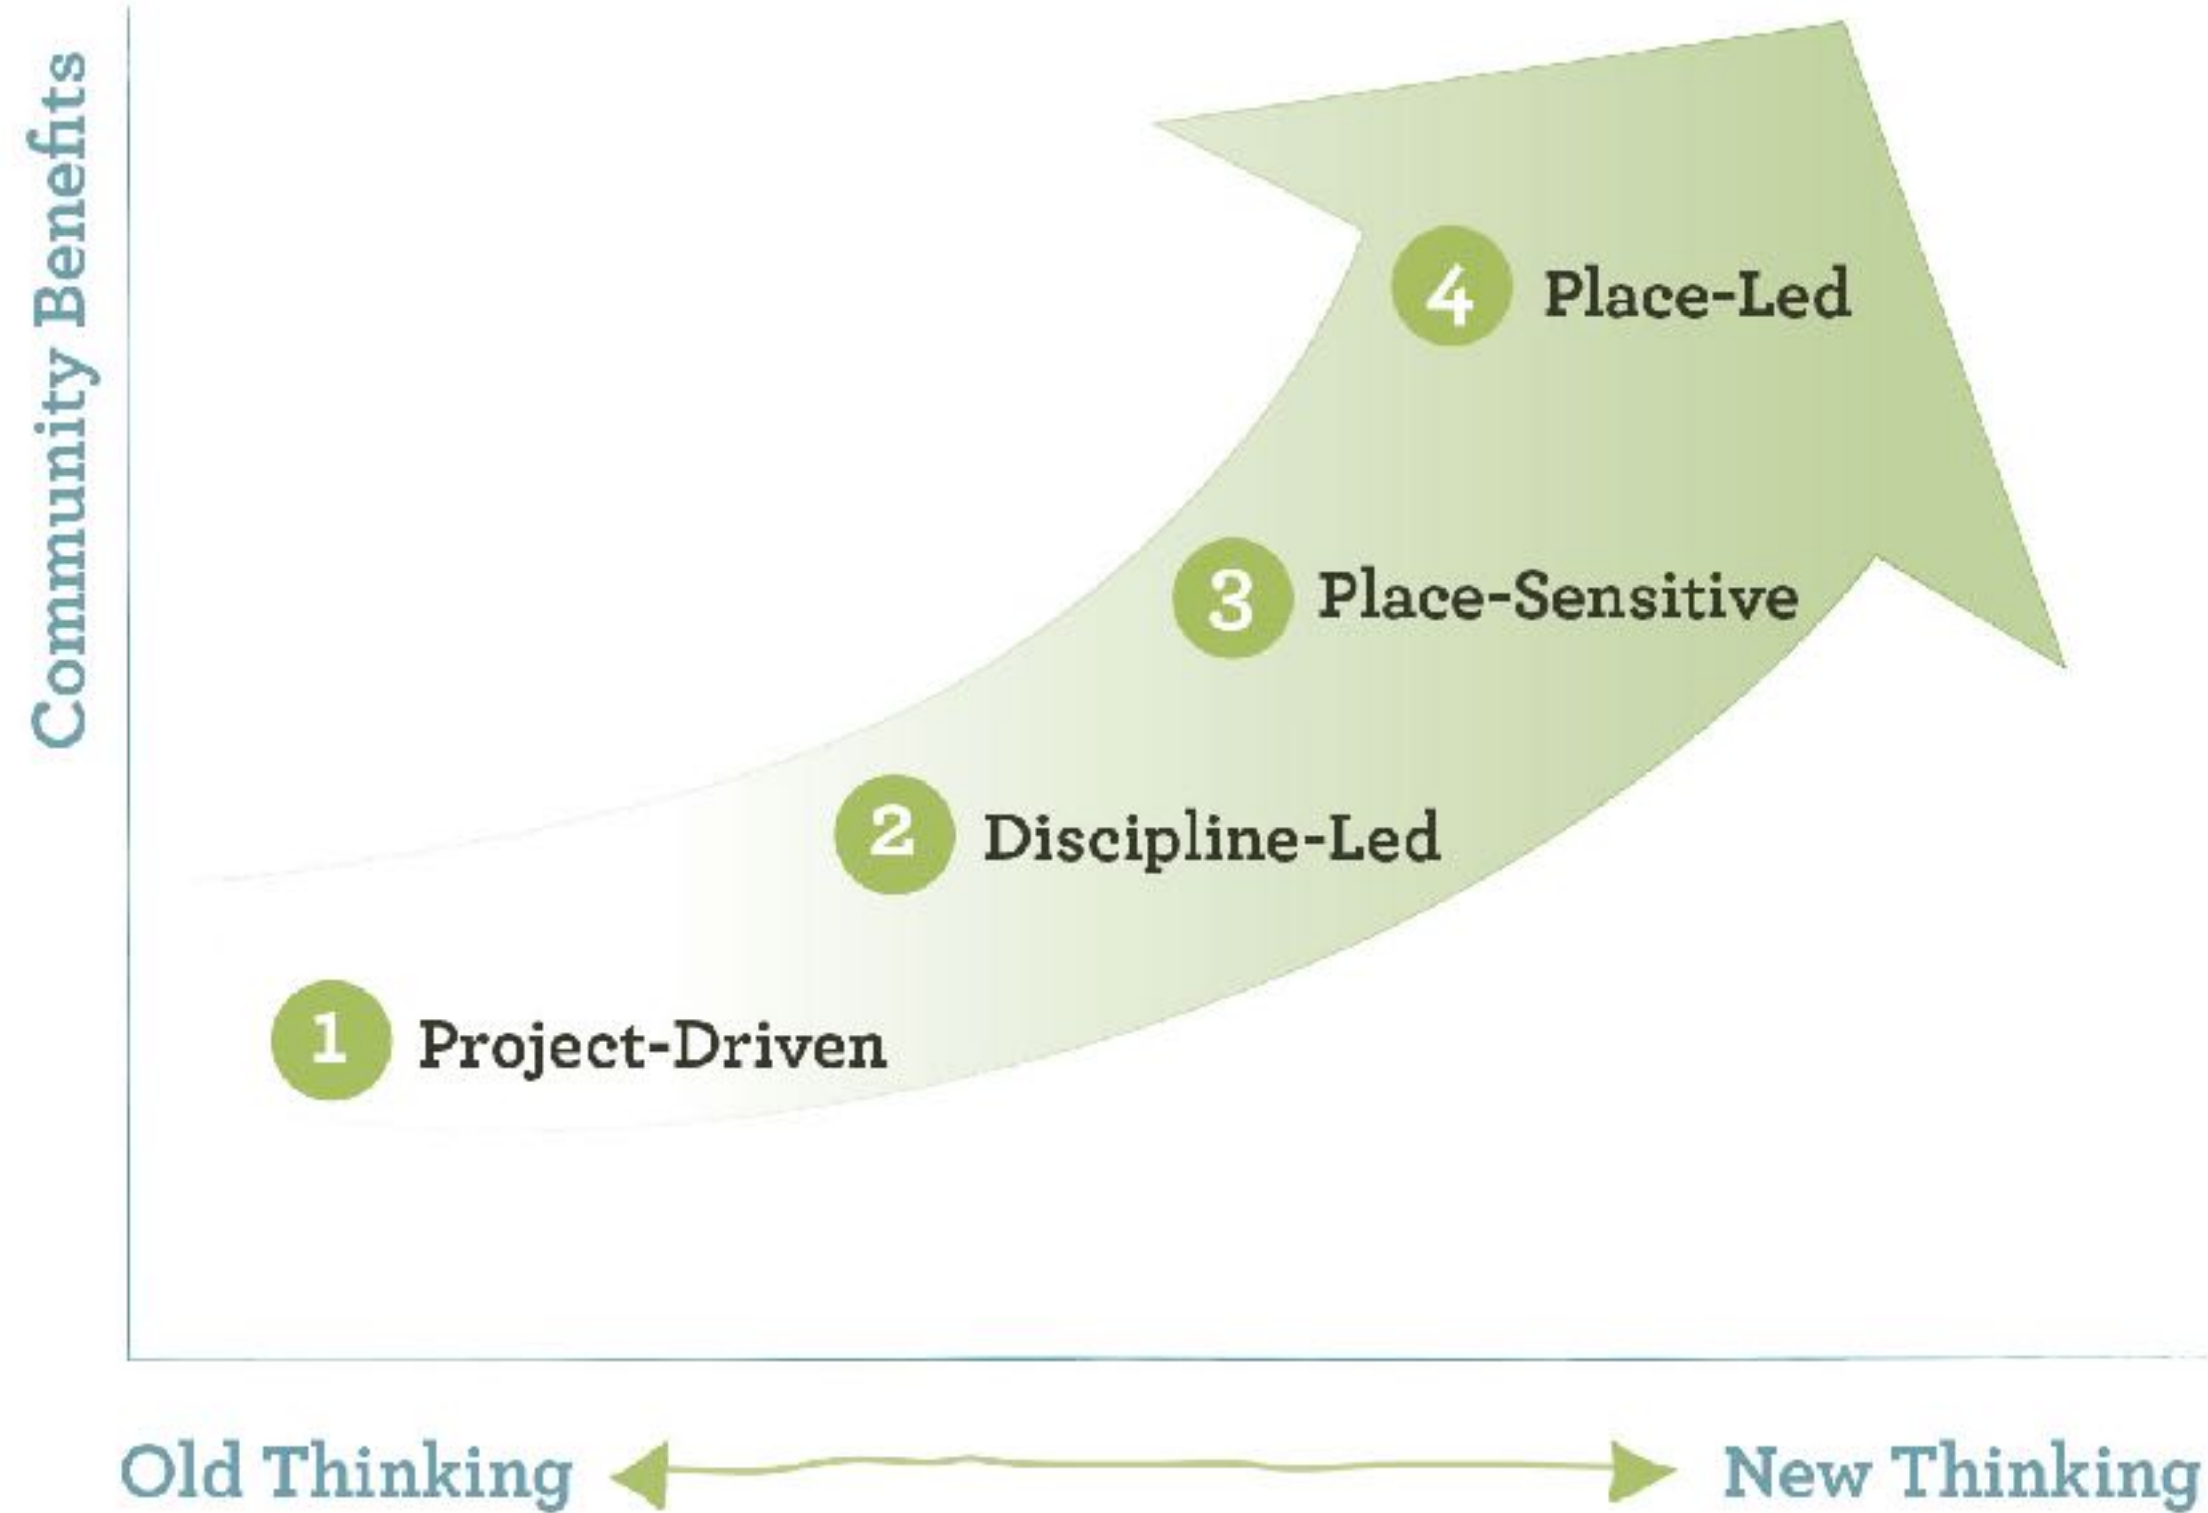 Community Benefits
4 Place-Led
3 Place-Sensitive
2 Discipline-Led
1 Project-Driven
Old Thinking
New Thinking